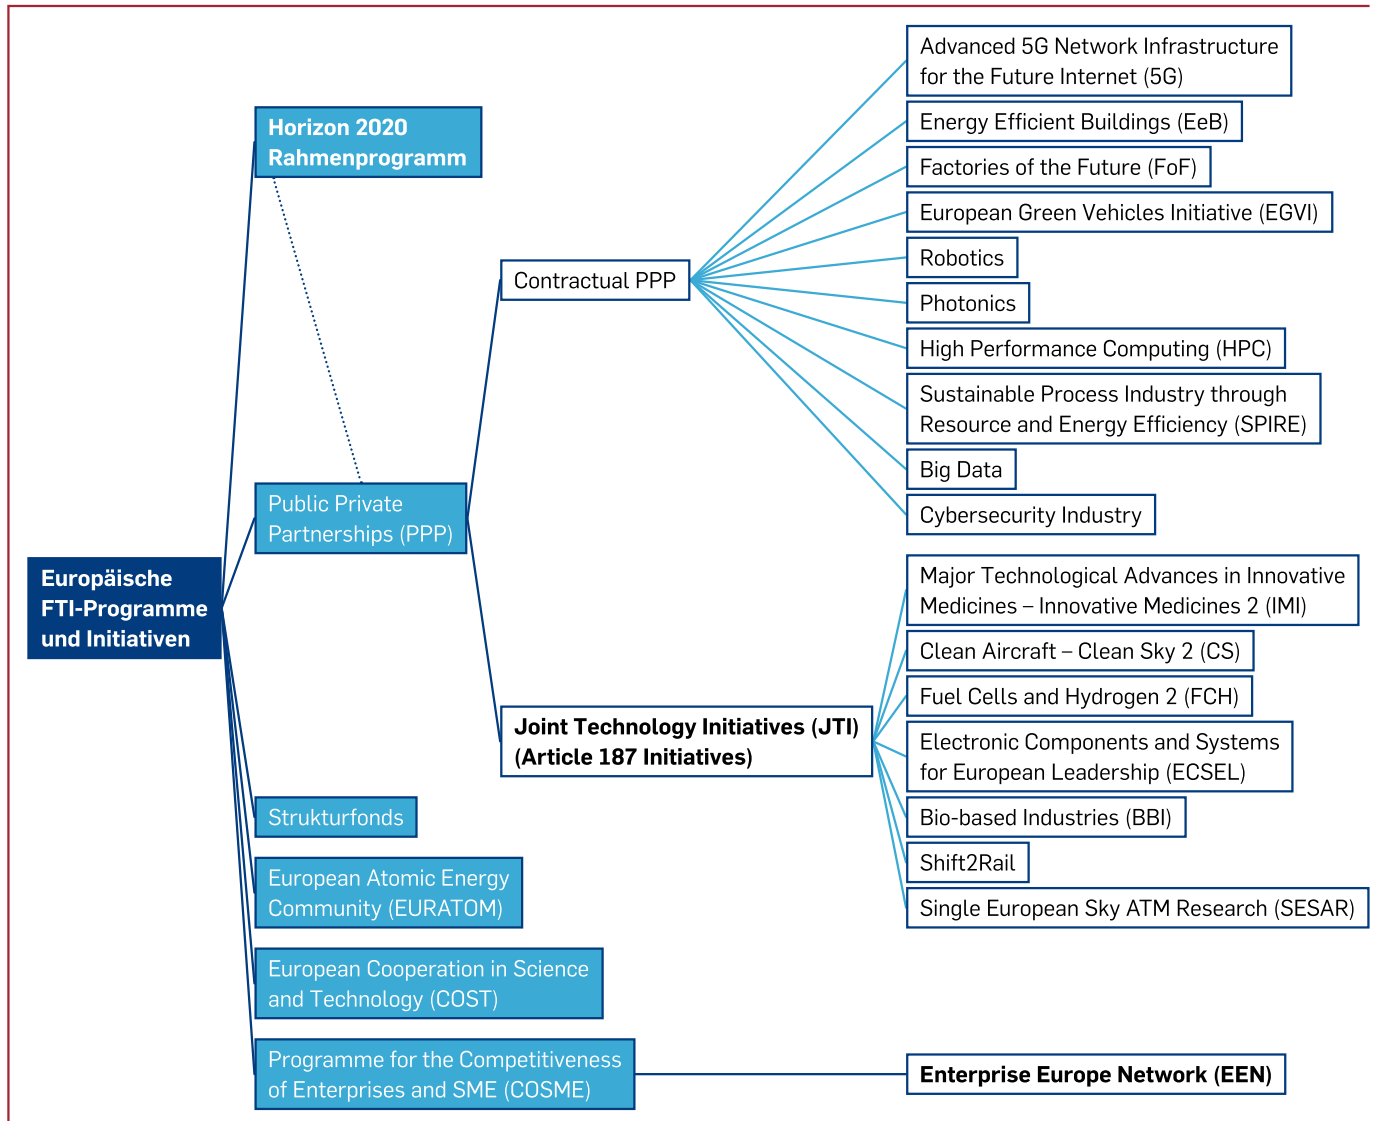 Europäische
FTI-Programme
und Initiativen
Horizon 2020
Rahmenprogramm
Public Private
Partnerships (PPP)
Strukturfonds
European Atomic Energy
Community (EURATOM)
European Cooperation in Science
and Technology (COST)
Programme for the Competitiveness
of Enterprises and SME (COSME)
Contractual PPP
Joint Technology Initiatives (JTI)
(Article 187 Initiatives)
Advanced 5G Network Infrastructure
for the Future Internet (5G)
Energy Efficient Buildings (EeB)
Factories of the Future (FoF)
European Green Vehicles Initiative (EGVI)
Robotics
Photonics
High Performance Computing (HPC)
Sustainable Process Industry through
Resource and Energy Efficiency (SPIRE)
Big Data
Cybersecurity Industry
Major Technological Advances in Innovative
Medicines – Innovative Medicines 2 (IMI)
Clean Aircraft – Clean Sky 2 (CS)
Fuel Cells and Hydrogen 2 (FCH)
Electronic Components and Systems
for European Leadership (ECSEL)
Bio-based Industries (BBI)
Shift2Rail
Single European Sky ATM Research (SESAR)
Enterprise Europe Network (EEN)